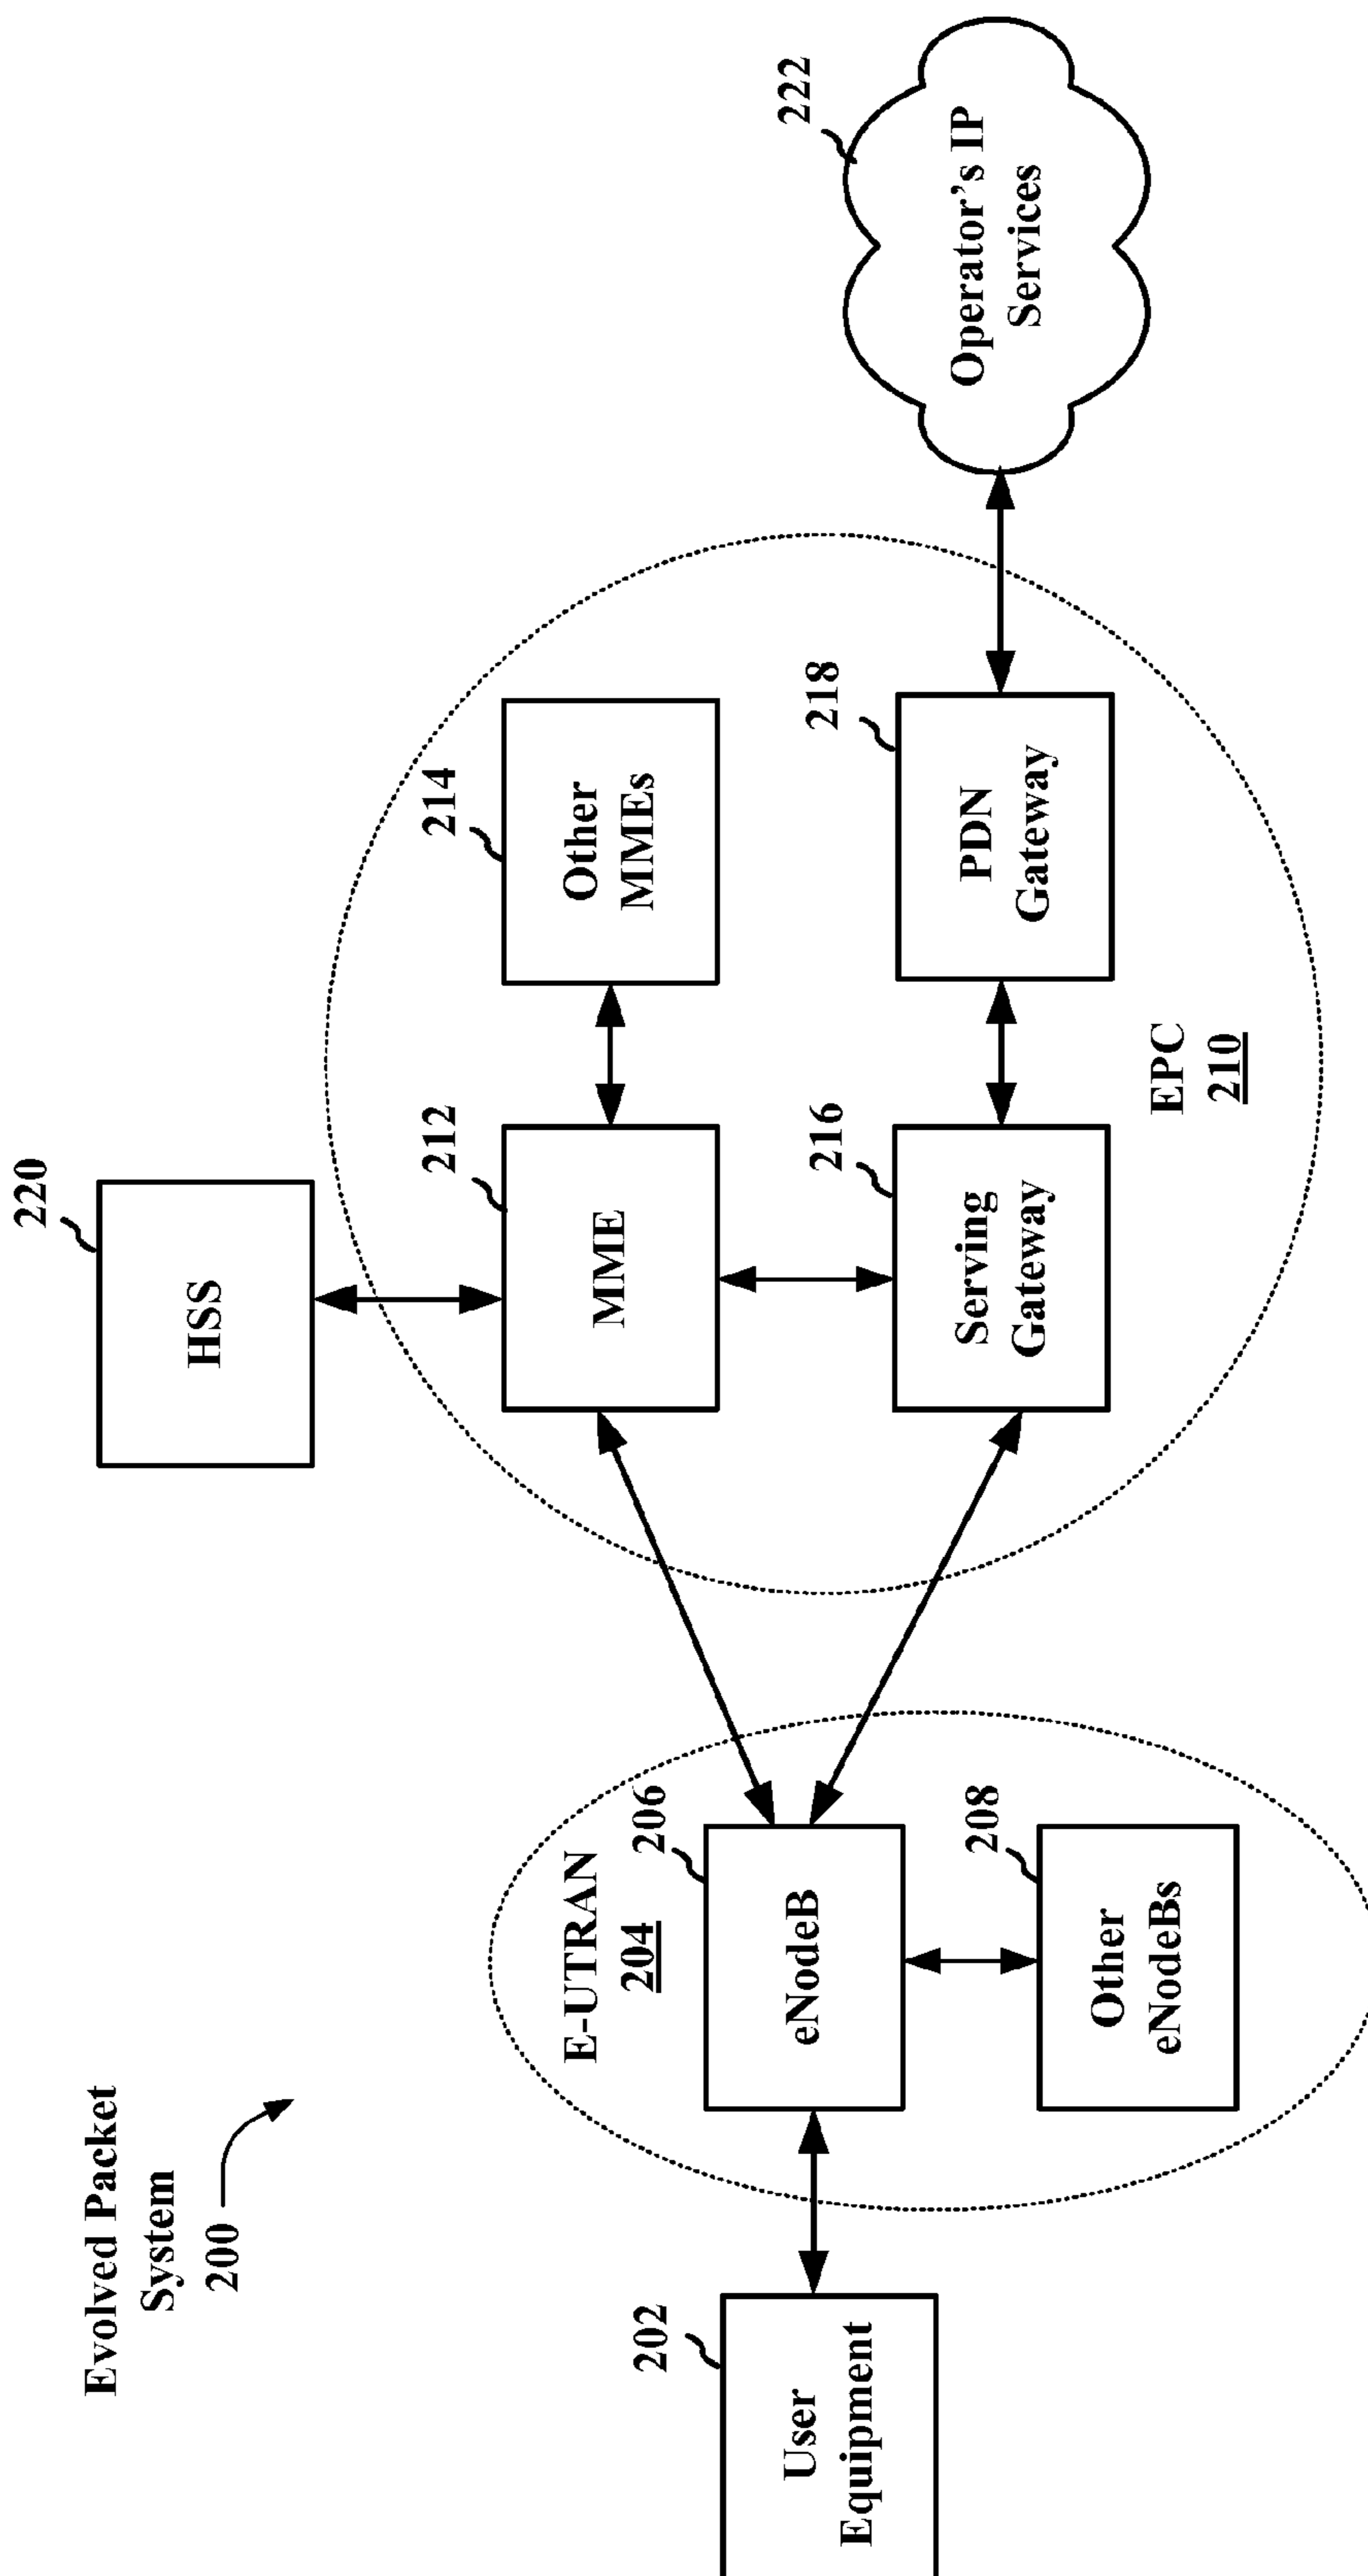 Evolved Packet
System
200
220
HSS
E-UTRAN
204
202
User
Equipment
206
eNodeB
208
Other
eNodeBs
212
MME
214
Other
MMEs
216
Serving
Gateway
218
PDN
Gateway
EPC
210
222
Operator’s IP
Services